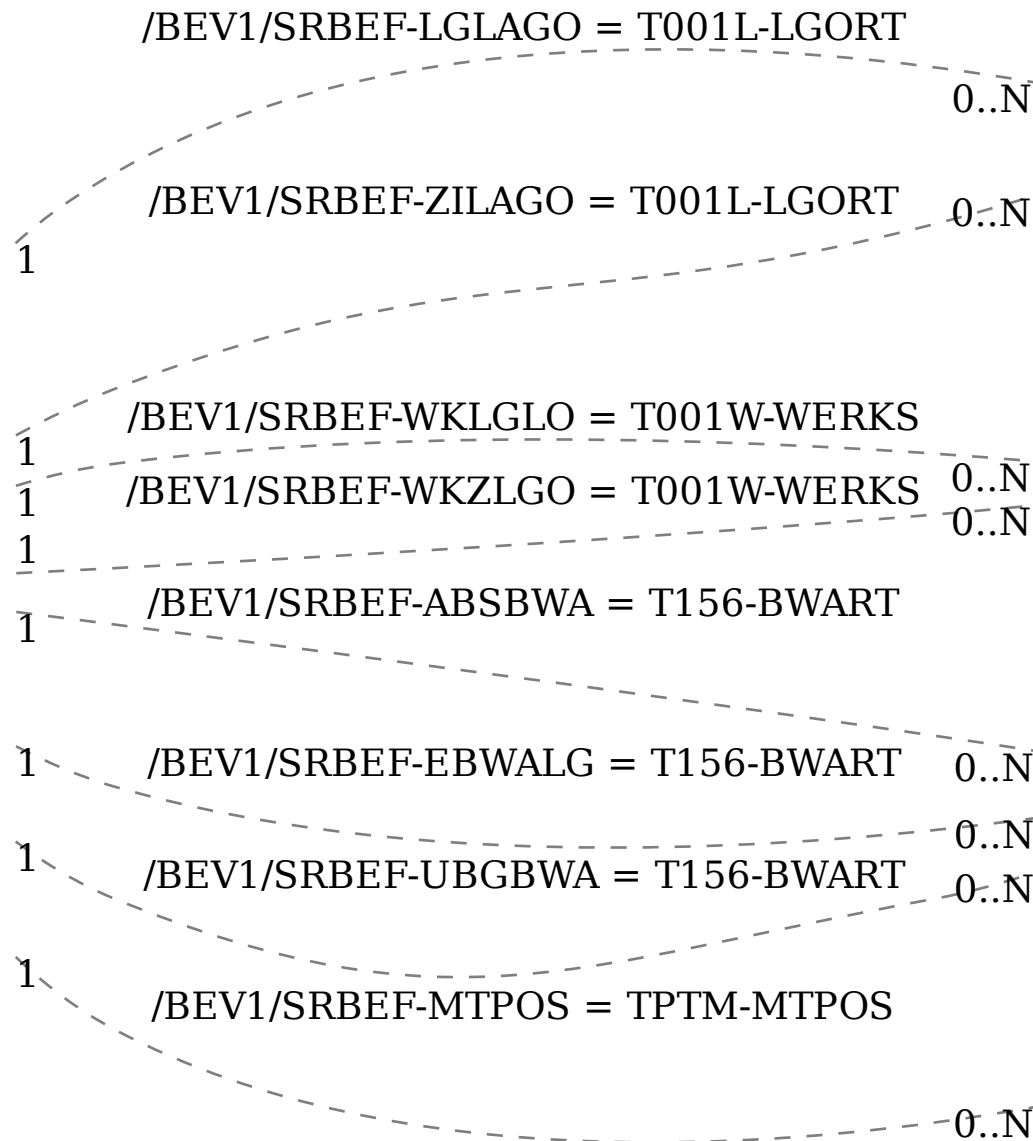 /BEV1/SRBEF-LGLAGO = T001L-LGORT
0..N
/BEV1/SRBEF-ZILAGO = T001L-LGORT
0..N
1
/BEV1/SRBEF-WKLGLO = T001W-WERKS
1
0..N
/BEV1/SRBEF-WKZLGO = T001W-WERKS
1
0..N
1
/BEV1/SRBEF-ABSBWA = T156-BWART
1
1
/BEV1/SRBEF-EBWALG = T156-BWART
0..N
0..N
1
/BEV1/SRBEF-UBGBWA = T156-BWART
0..N
1
/BEV1/SRBEF-MTPOS = TPTM-MTPOS
0..N